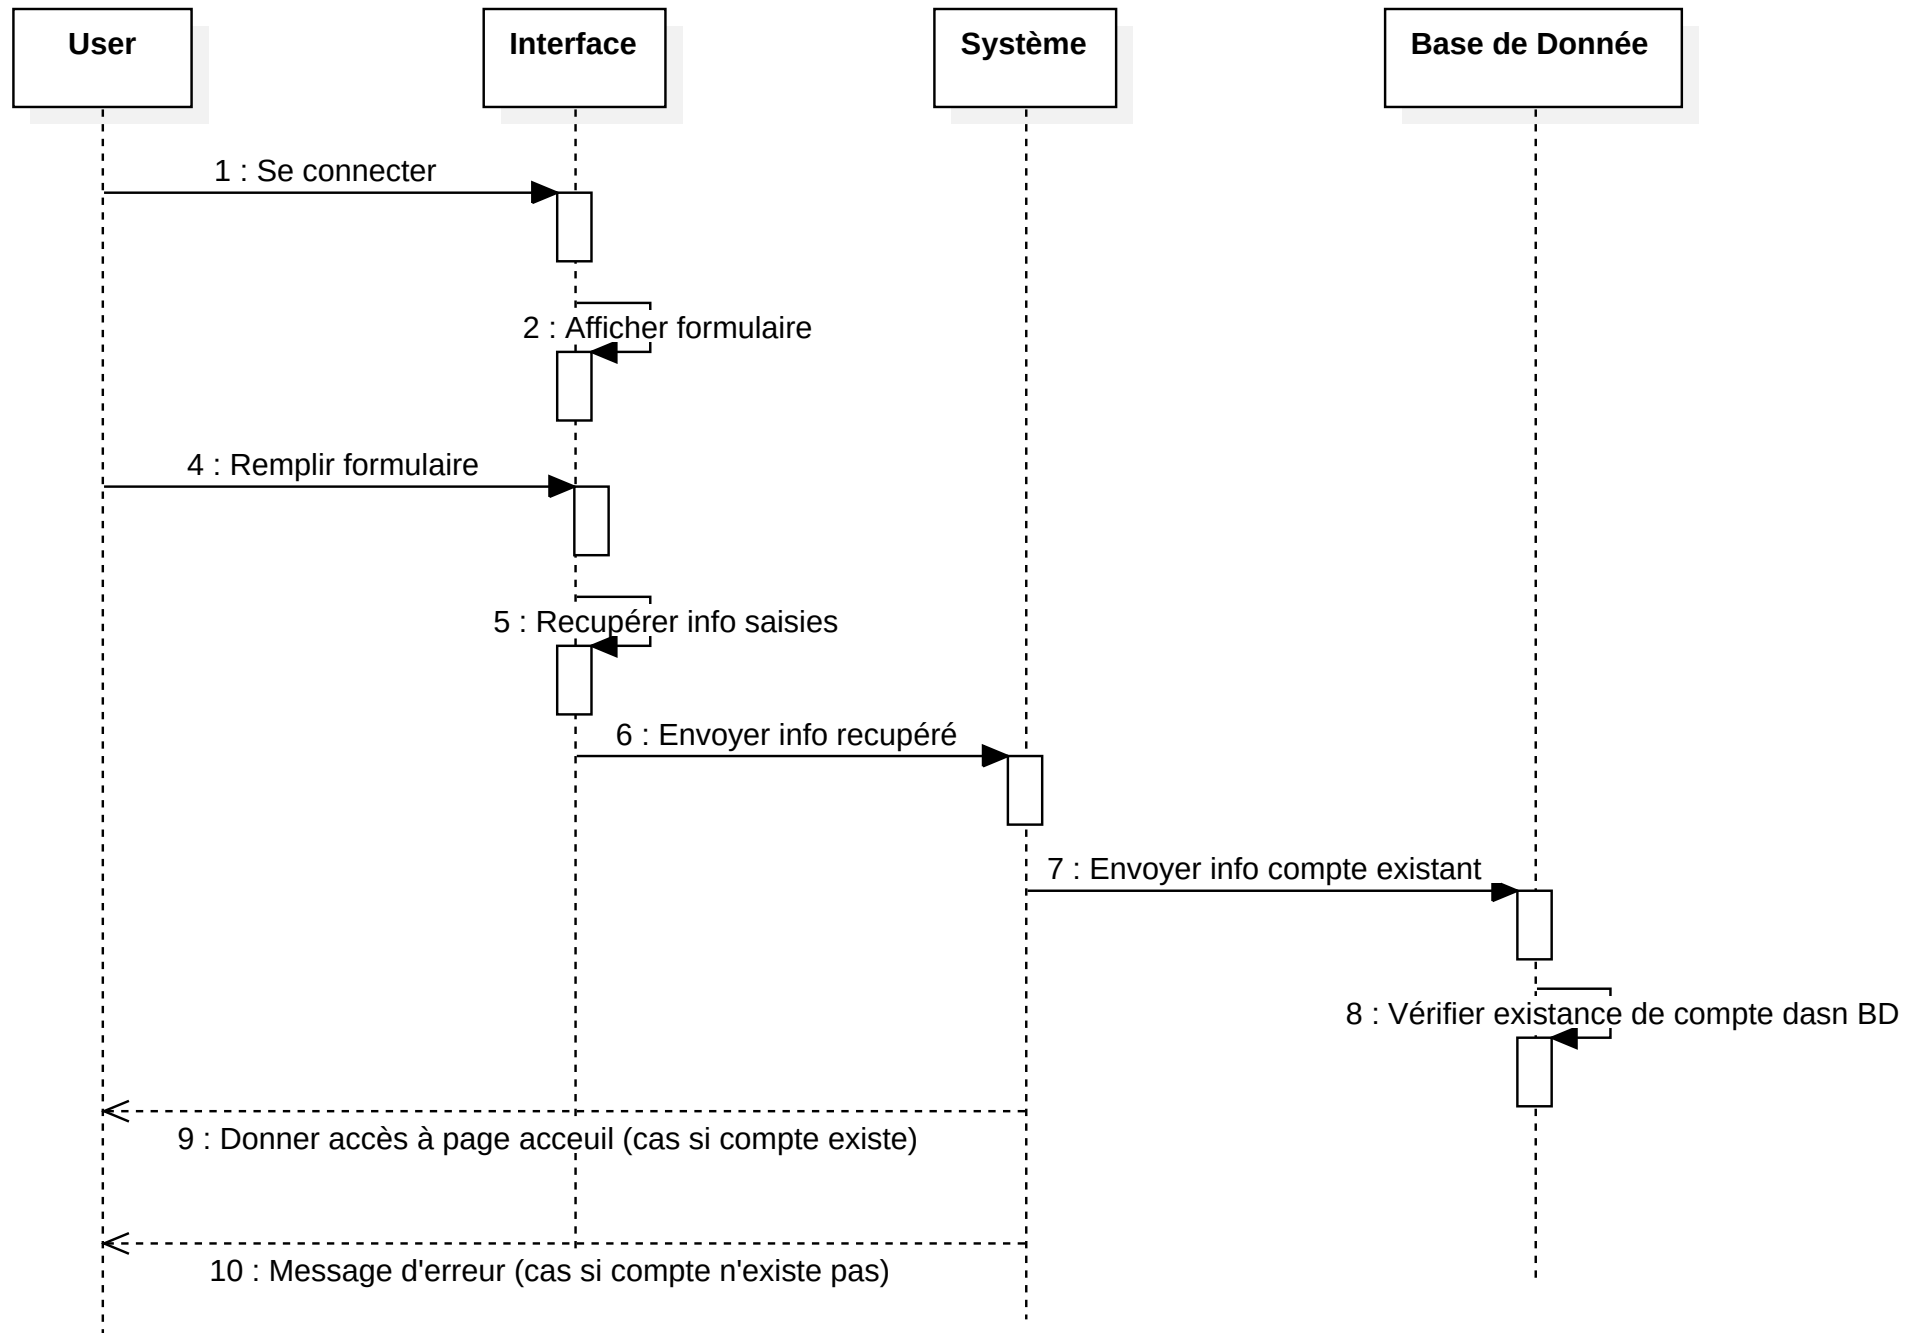 User
Interface
Système
Base de Donnée
1 : Se connecter
2 : Afficher formulaire
4 : Remplir formulaire
5 : Recupérer info saisies
6 : Envoyer info recupéré
7 : Envoyer info compte existant
8 : Vérifier existance de compte dasn BD
9 : Donner accès à page acceuil (cas si compte existe)
10 : Message d'erreur (cas si compte n'existe pas)